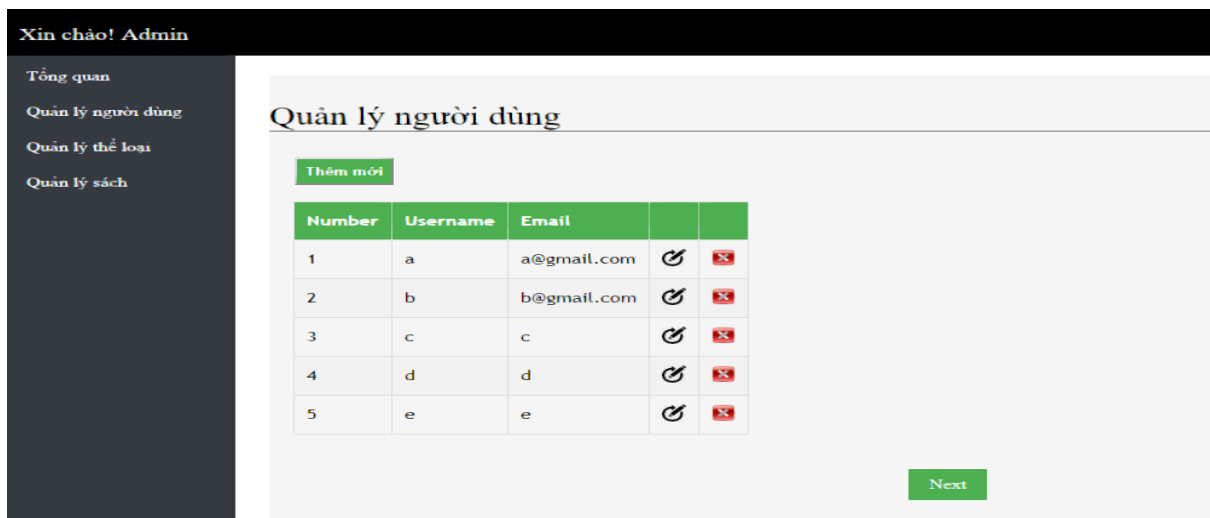 Xin chào! Admin
Tổng quan
Quản lý người dùng
Quản lý thể loại
Quản lý sách
Quản lý người dùng
Thêm mới
Number Username Email
1 a a@gmail.com
2 b b@gmail.com
3 c c
4 d d
5 e e
Next